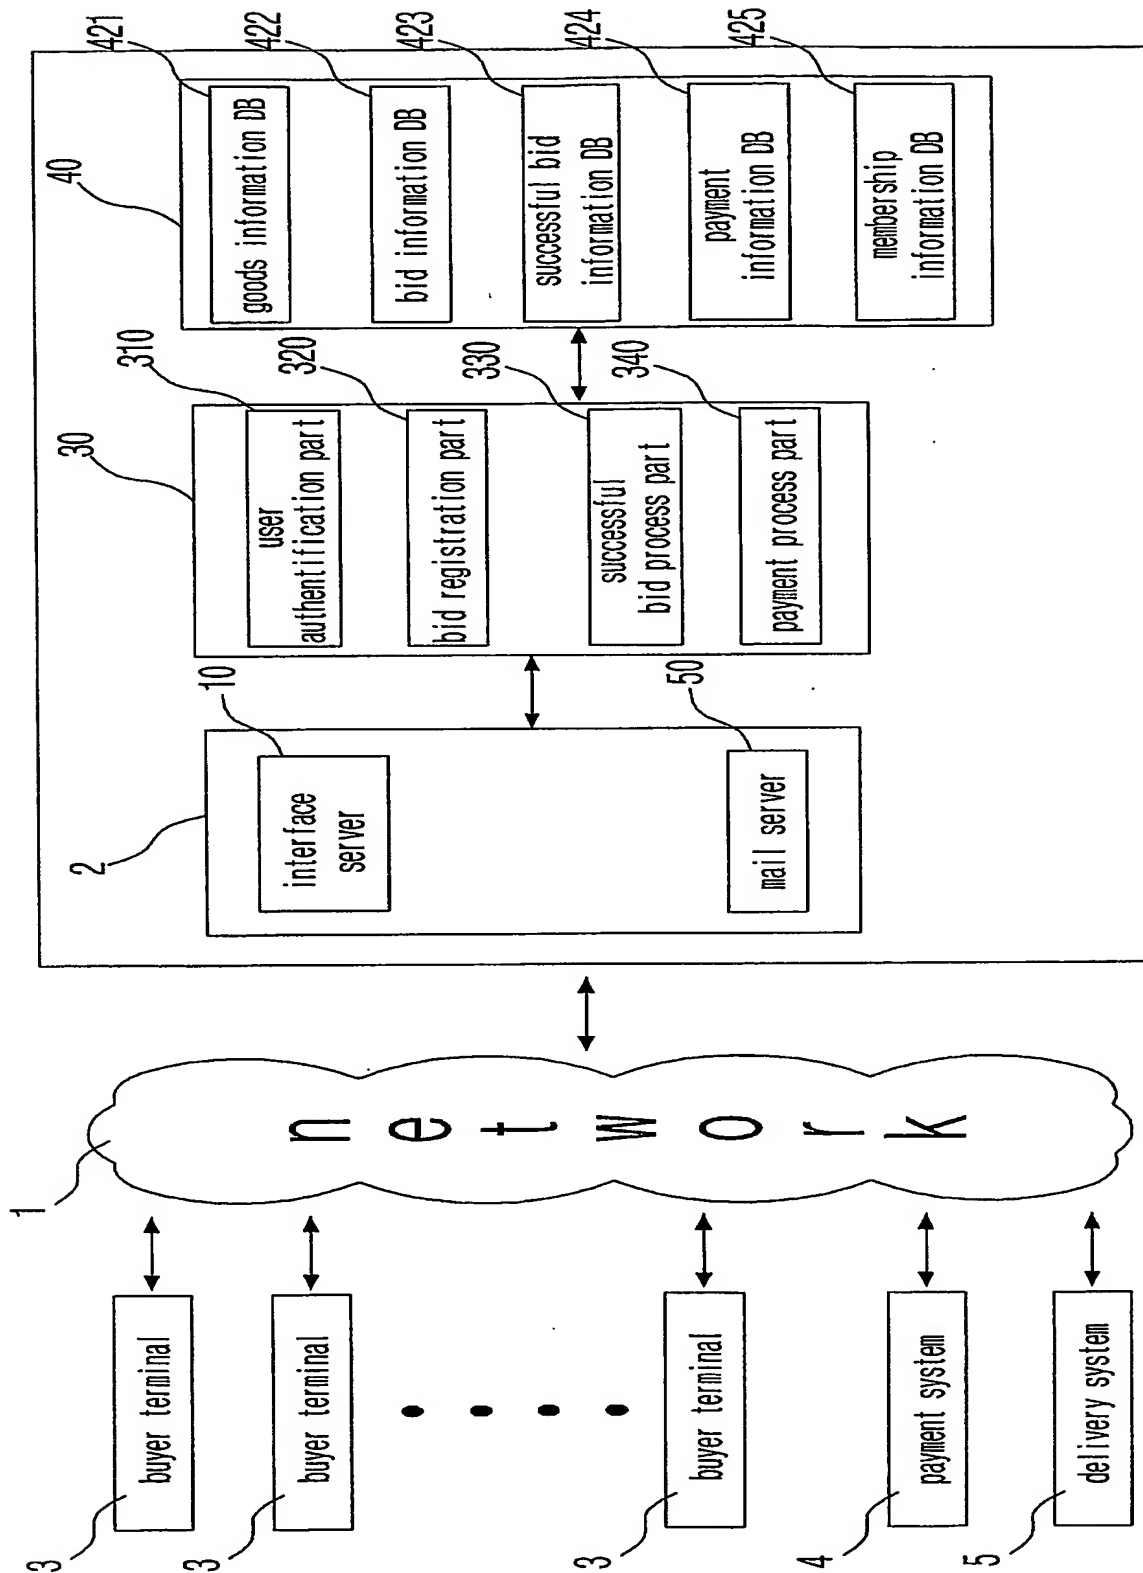 1
network
3
buyer terminal
3
buyer terminal
3
buyer terminal
4
payment system
5
delivery system
2
10
interface
server
50
mail server
30
310
user
authentification part
320
bid registration part
330
successful
bid process part
340
payment process part
40
421
goods information DB
422
bid information DB
423
successful bid
information DB
424
payment
information DB
425
membership
information DB